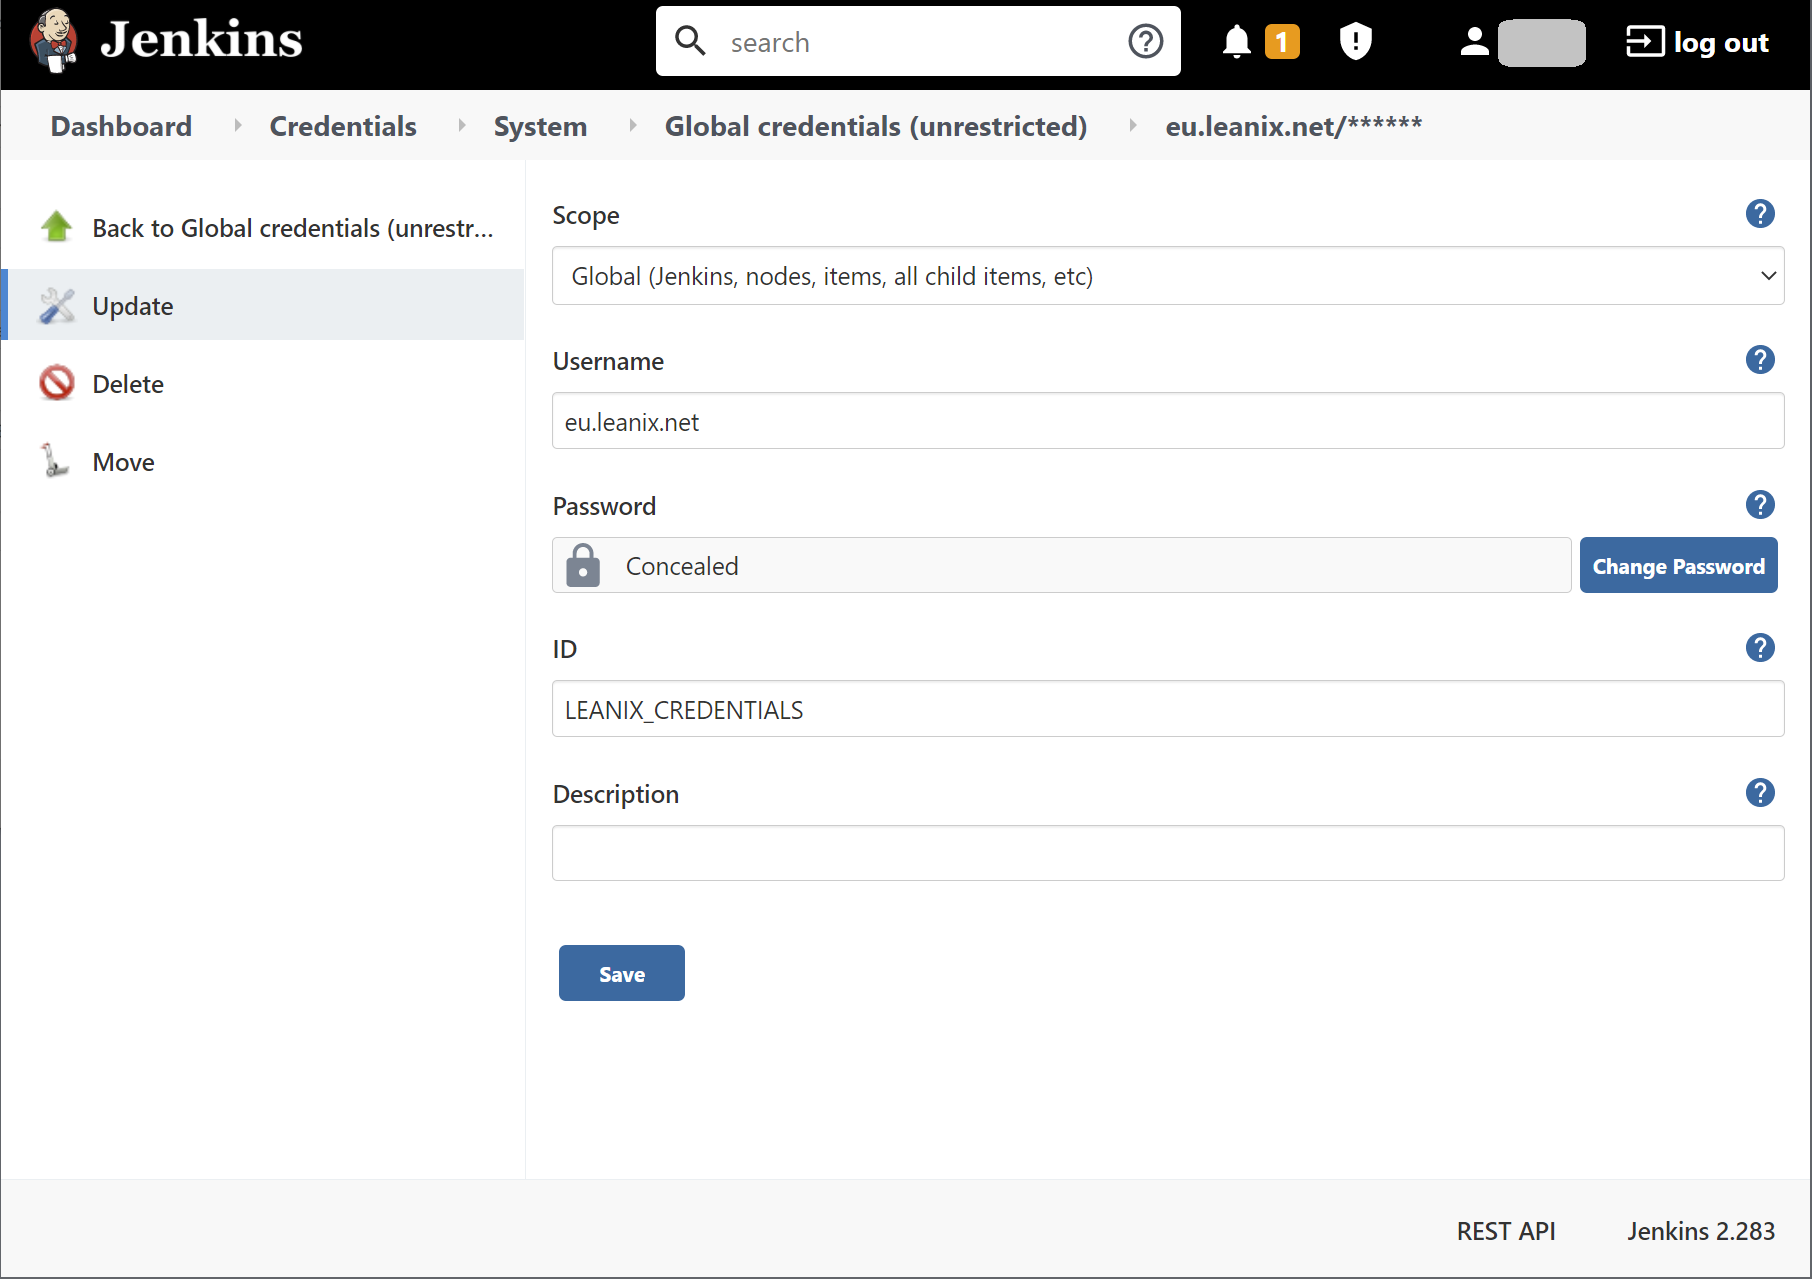 Jenkins
search
1
log out
Dashboard
Credentials
System
Global credentials (unrestricted)
eu.leanix.net/******
Back to Global credentials (unrestr...
Update
Delete
Move
Scope
Global (Jenkins, nodes, items, all child items, etc)
Username
eu.leanix.net
Password
Concealed
Change Password
ID
LEANIX_CREDENTIALS
Description
Save
REST API
Jenkins 2.283